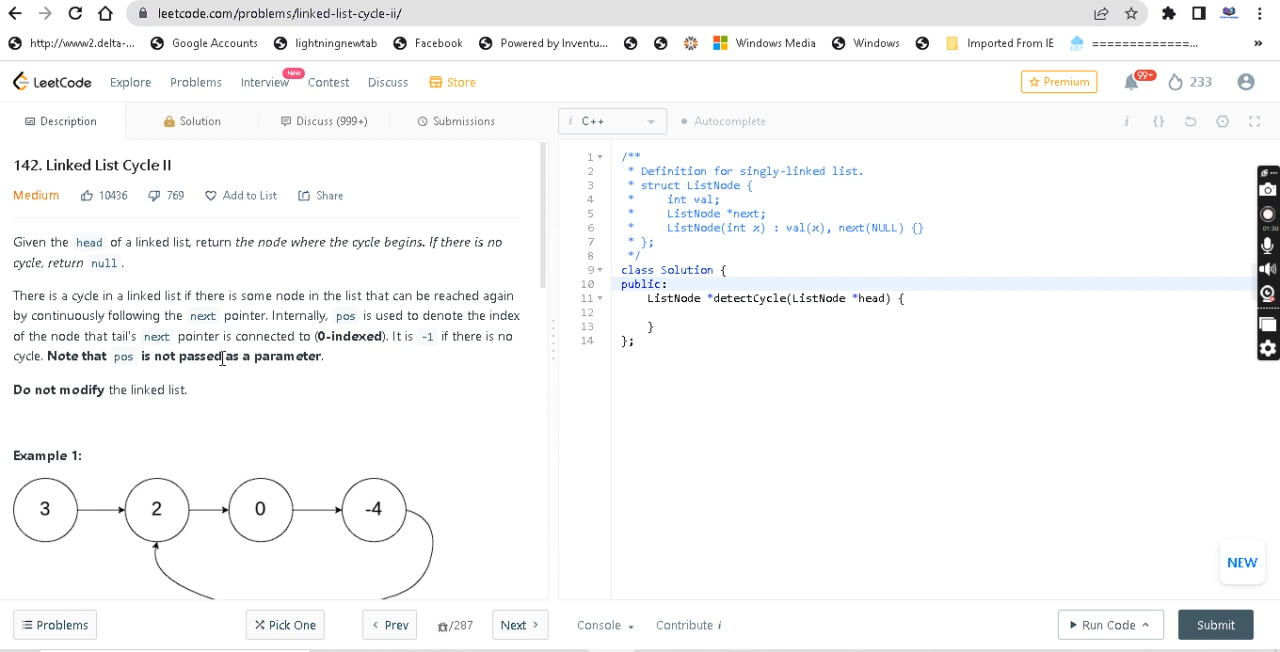 leetcode.com/problems/linked-list-cycle-ii/
http://www2.delta-... Google Accounts lightningnewtab Facebook Powered by Inventu... Windows Media Windows Imported From IE =============... »
LeetCode Explore Problems Interview New Contest Discuss Store Premium 99+ 233
Description Solution Discuss (999+) Submissions i C++ Autocomplete i {}
142. Linked List Cycle II
Medium 10436 769 Add to List Share
Given the head of a linked list, return the node where the cycle begins. If there is no
cycle, return null.
There is a cycle in a linked list if there is some node in the list that can be reached again
by continuously following the next pointer. Internally, pos is used to denote the index
of the node that tail's next pointer is connected to (0-indexed). It is -1 if there is no
cycle. Note that pos is not passed as a parameter.
Do not modify the linked list.
Example 1:
3 2 0 -4
1 /**
2 * Definition for singly-linked list.
3 * struct ListNode {
4 *     int val;
5 *     ListNode *next;
6 *     ListNode(int x) : val(x), next(NULL) {}
7 * };
8 */
9 class Solution {
10 public:
11     ListNode *detectCycle(ListNode *head) {
12
13     }
14 };
01:38
NEW
Problems Pick One < Prev /287 Next > Console Contribute i Run Code Submit